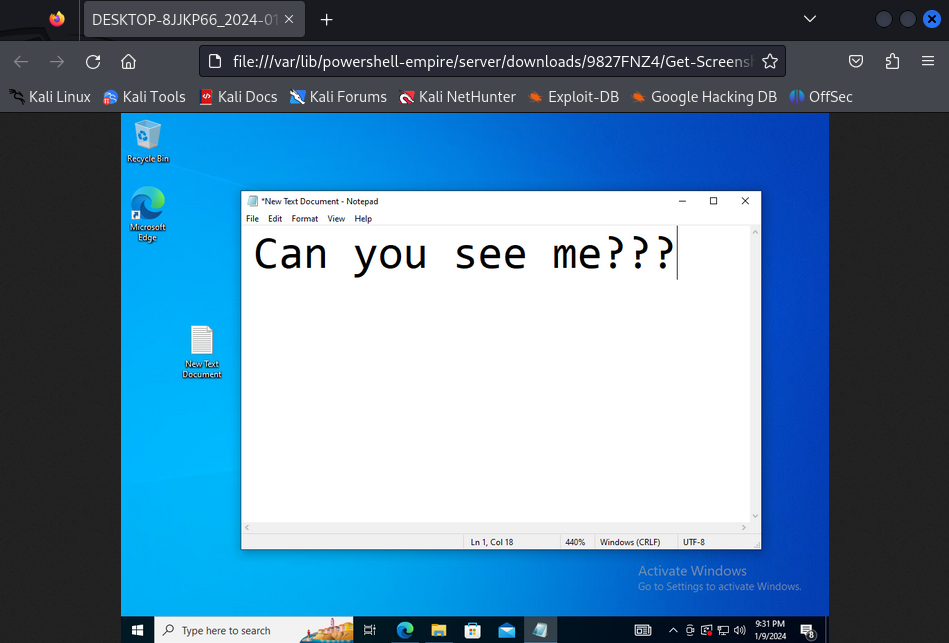 DESKTOP-8JJKP66_2024-01
file:///var/lib/powershell-empire/server/downloads/9827FNZ4/Get-Screensh
Kali Linux Kali Tools Kali Docs Kali Forums Kali NetHunter Exploit-DB Google Hacking DB OffSec
Recycle Bin
Microsoft
Edge
New Text
Document
*New Text Document - Notepad
File Edit Format View Help
Can you see me???
Ln 1, Col 18 440% Windows (CRLF) UTF-8
Activate Windows
Go to Settings to activate Windows.
Type here to search
9:31 PM
1/9/2024
8